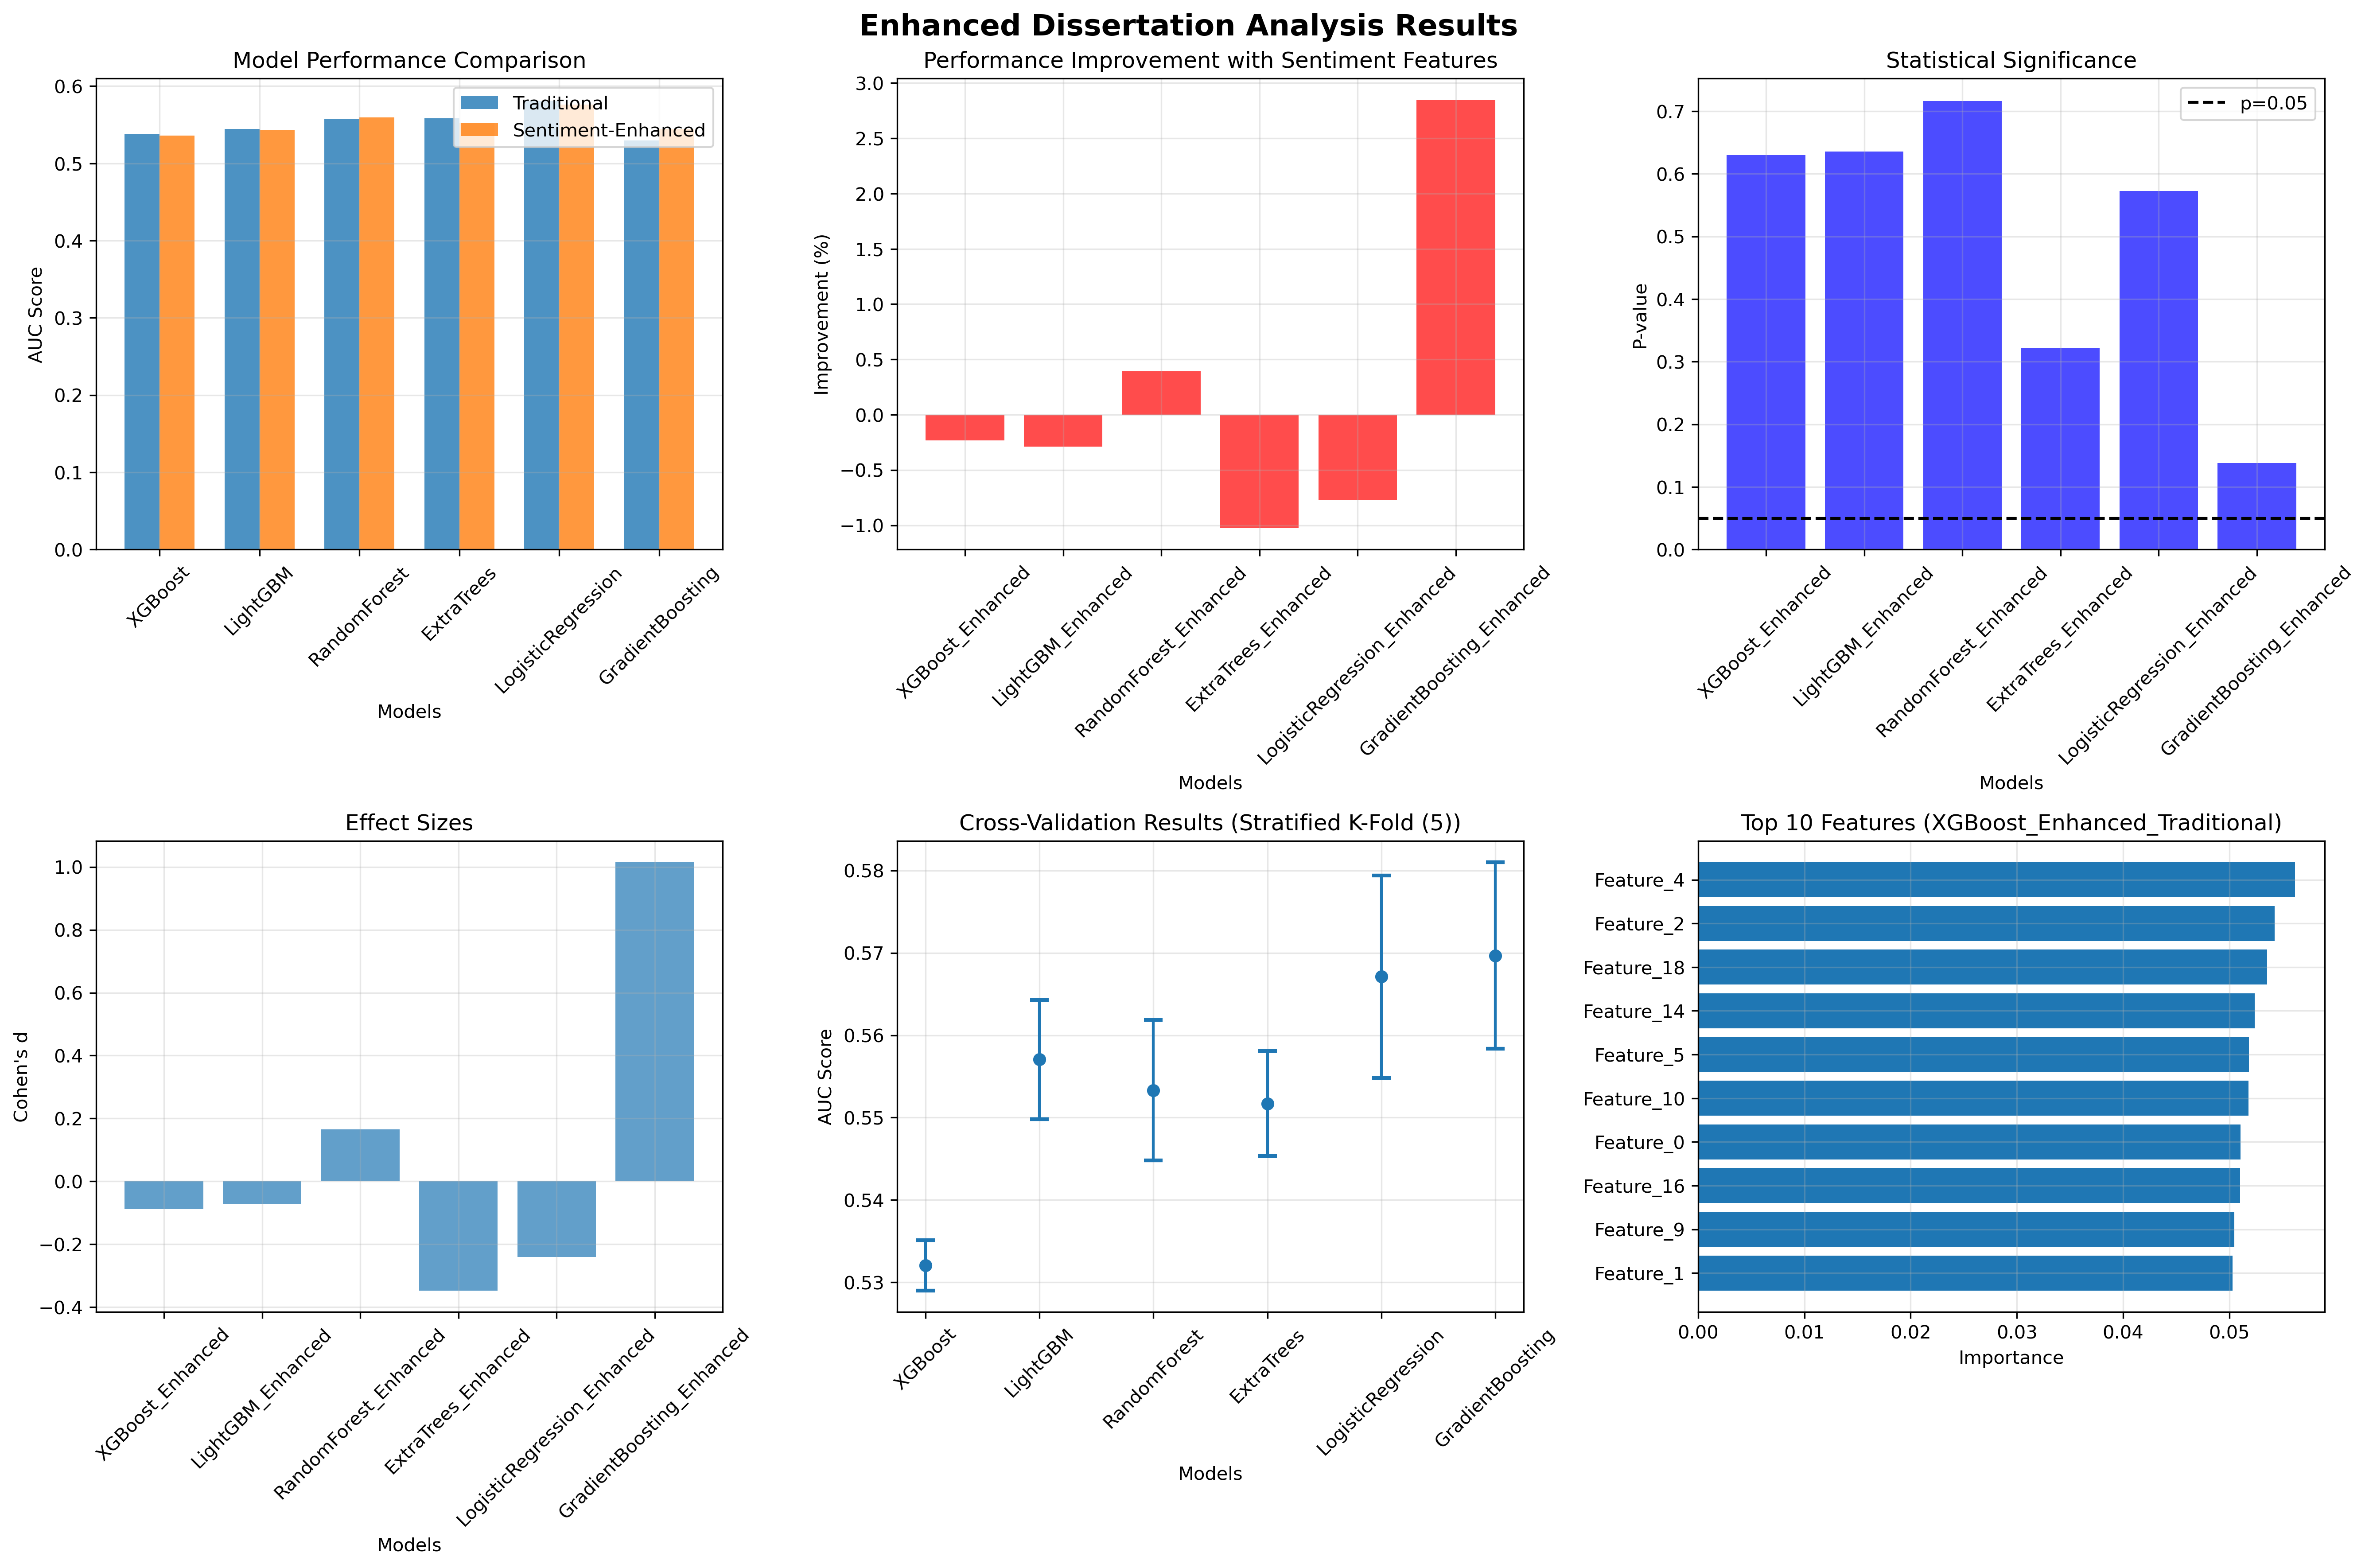 Enhanced Dissertation Analysis Results
Model Performance Comparison
Traditional
Sentiment-Enhanced
0.6
0.5
0.4
0.3
0.2
0.1
0.0
AUC Score
XGBoost
LightGBM
RandomForest
ExtraTrees
LogisticRegression
GradientBoosting
Models
Performance Improvement with Sentiment Features
3.0
2.5
2.0
1.5
1.0
0.5
0.0
−0.5
−1.0
Improvement (%)
XGBoost_Enhanced
LightGBM_Enhanced
RandomForest_Enhanced
ExtraTrees_Enhanced
LogisticRegression_Enhanced
GradientBoosting_Enhanced
Models
Statistical Significance
p=0.05
0.7
0.6
0.5
0.4
0.3
0.2
0.1
0.0
P-value
XGBoost_Enhanced
LightGBM_Enhanced
RandomForest_Enhanced
ExtraTrees_Enhanced
LogisticRegression_Enhanced
GradientBoosting_Enhanced
Models
Effect Sizes
1.0
0.8
0.6
0.4
0.2
0.0
−0.2
−0.4
Cohen's d
XGBoost_Enhanced
LightGBM_Enhanced
RandomForest_Enhanced
ExtraTrees_Enhanced
LogisticRegression_Enhanced
GradientBoosting_Enhanced
Models
Cross-Validation Results (Stratified K-Fold (5))
0.58
0.57
0.56
0.55
0.54
0.53
AUC Score
XGBoost
LightGBM
RandomForest
ExtraTrees
LogisticRegression
GradientBoosting
Models
Top 10 Features (XGBoost_Enhanced_Traditional)
Feature_4
Feature_2
Feature_18
Feature_14
Feature_5
Feature_10
Feature_0
Feature_16
Feature_9
Feature_1
0.00 0.01 0.02 0.03 0.04 0.05
Importance